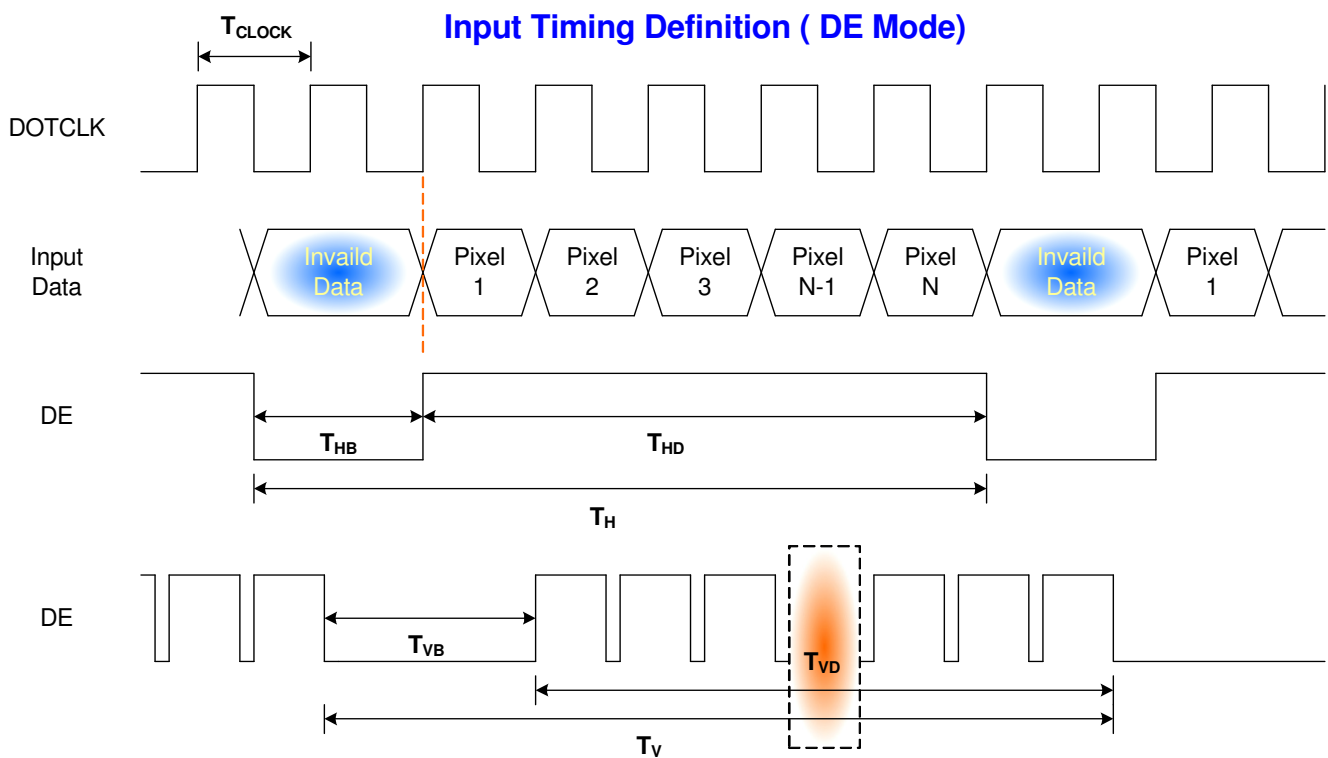 Input Timing Definition ( DE Mode)
TCLOCK
DOTCLK
Input
Data
Invaild
Data
Pixel
1
Pixel
2
Pixel
3
Pixel
N-1
Pixel
N
Invaild
Data
Pixel
1
DE
THB
THD
TH
DE
TVB
TVD
TV